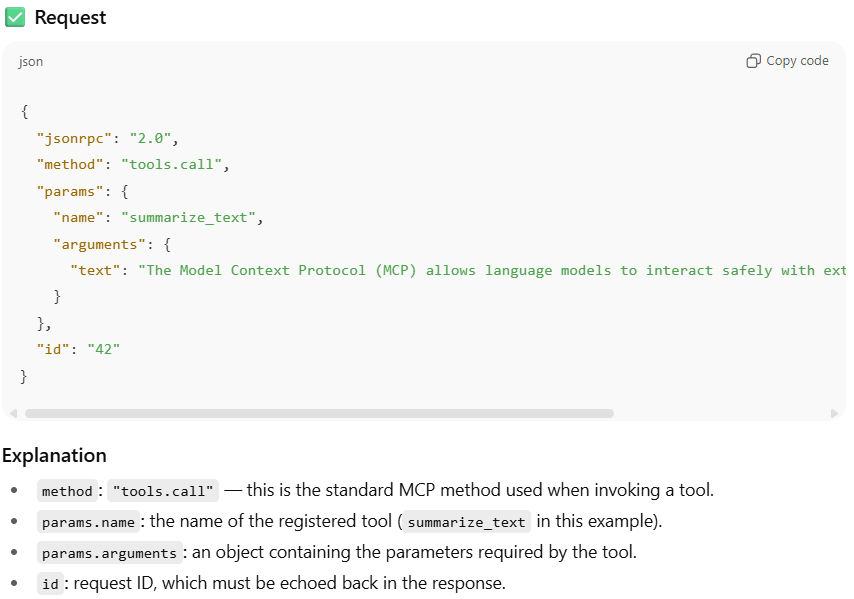 ✅ Request
json
Copy code
{
"jsonrpc": "2.0",
"method": "tools.call",
"params": {
"name": "summarize_text",
"arguments": {
"text": "The Model Context Protocol (MCP) allows language models to interact safely with ext
}
},
"id": "42"
}
Explanation
• method: "tools.call" — this is the standard MCP method used when invoking a tool.
• params.name: the name of the registered tool (summarize_text in this example).
• params.arguments: an object containing the parameters required by the tool.
• id: request ID, which must be echoed back in the response.